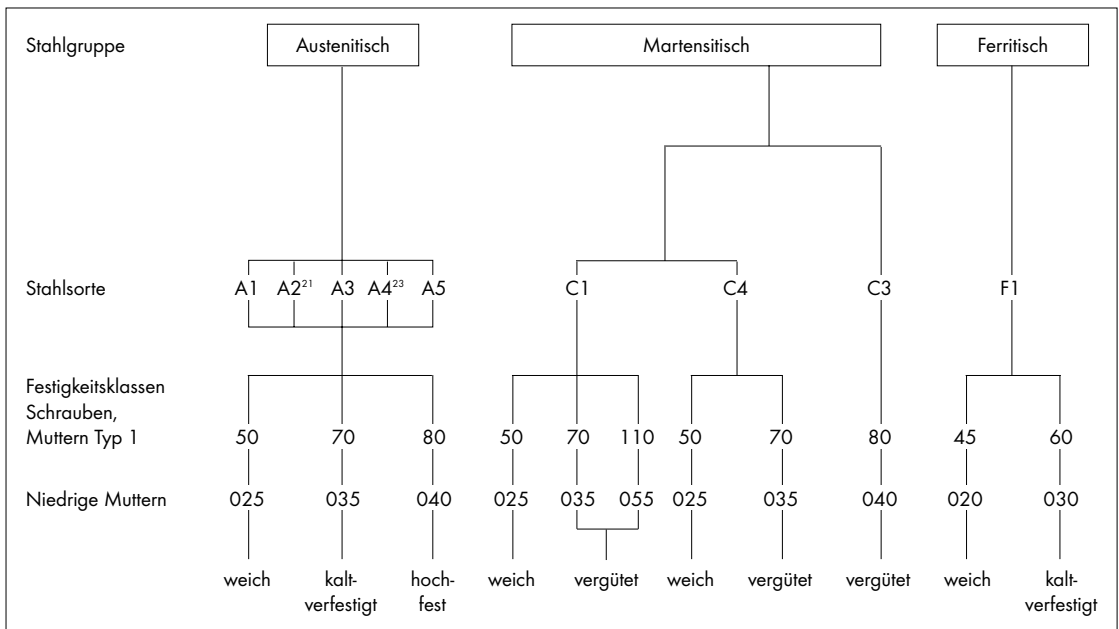 Stahlgruppe Austenitisch Martensitisch Ferritisch
Stahlsorte A1 A2²¹ A3 A4²³ A5 C1 C4 C3 F1
Festigkeitsklassen
Schrauben,
Muttern Typ 1 50 70 80 50 70 110 50 70 80 45 60
Niedrige Muttern 025 035 040 025 035 055 025 035 040 020 030
weich kalt- hoch- weich vergütet weich vergütet vergütet weich kalt-
verfestigt fest verfestigt